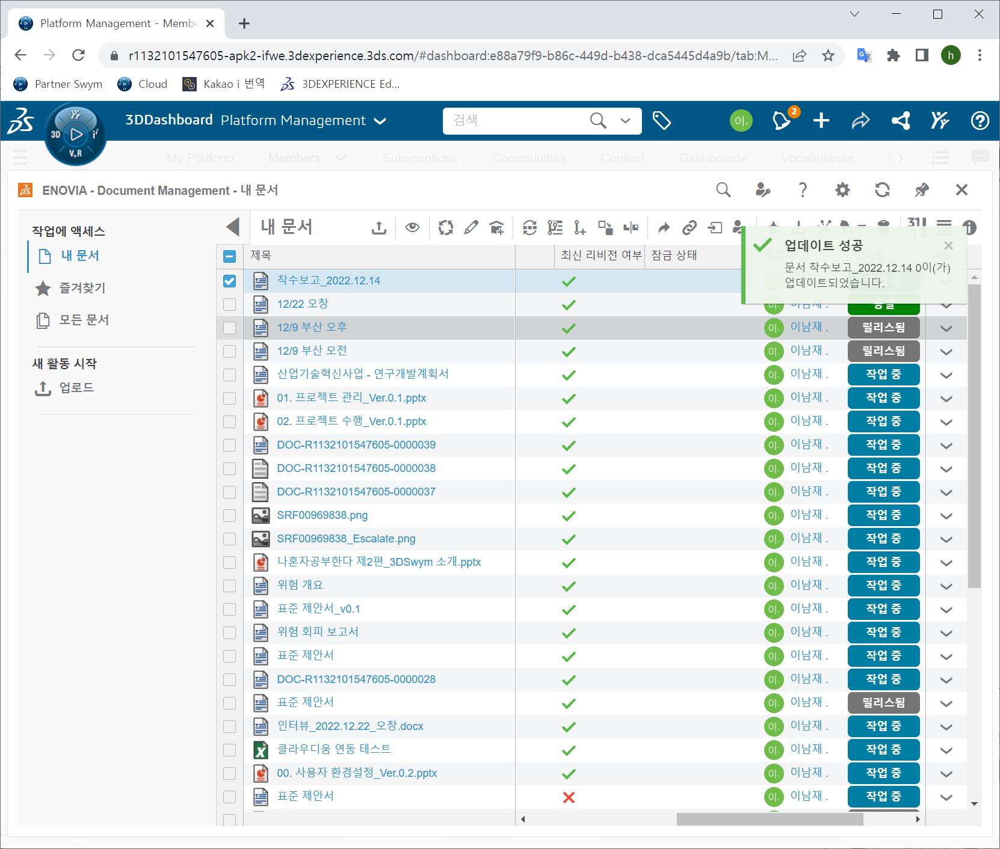 Platform Management - Membe
r1132101547605-apk2-ifwe.3dexperience.3ds.com/#dashboard:e88a79f9-b86c-449d-b438-dca5445d4a9b/tab:M...
h
Partner Swym
Cloud
Kakao i 번역
3DEXPERIENCE Ed...
3DDashboard Platform Management
3D
V.R
검색
이.
2
My Platform
Members
Subscriptions
Communities
Content
Dashboards
Vocabularies
ENOVIA - Document Management - 내 문서
작업에 액세스
내 문서
즐겨찾기
모든 문서
새 활동 시작
업로드
내 문서
31
제목
최신 리비전 여부
잠금 상태
업데이트 성공
문서 착수보고_2022.12.14 0이(가)
업데이트되었습니다.
착수보고_2022.12.14
12/22 오창 이. 이남재 . 동결
12/9 부산 오후 이. 이남재 . 릴리스됨
12/9 부산 오전 이. 이남재 . 릴리스됨
산업기술혁신사업 - 연구개발계획서 이. 이남재 . 작업 중
01. 프로젝트 관리_Ver.0.1.pptx 이. 이남재 . 작업 중
02. 프로젝트 수행_Ver.0.1.pptx 이. 이남재 . 작업 중
DOC-R1132101547605-0000039 이. 이남재 . 작업 중
DOC-R1132101547605-0000038 이. 이남재 . 작업 중
DOC-R1132101547605-0000037 이. 이남재 . 작업 중
SRF00969838.png 이. 이남재 . 작업 중
SRF00969838_Escalate.png 이. 이남재 . 작업 중
나혼자공부한다 제2편_3DSwym 소개.pptx 이. 이남재 . 작업 중
위험 개요 이. 이남재 . 작업 중
표준 제안서_v0.1 이. 이남재 . 작업 중
위험 회피 보고서 이. 이남재 . 작업 중
표준 제안서 이. 이남재 . 작업 중
DOC-R1132101547605-0000028 이. 이남재 . 작업 중
표준 제안서 이. 이남재 . 릴리스됨
인터뷰_2022.12.22_오창.docx 이. 이남재 . 작업 중
클라우디움 연동 테스트 이. 이남재 . 작업 중
00. 사용자 환경설정_Ver.0.2.pptx 이. 이남재 . 작업 중
표준 제안서 이. 이남재 . 작업 중